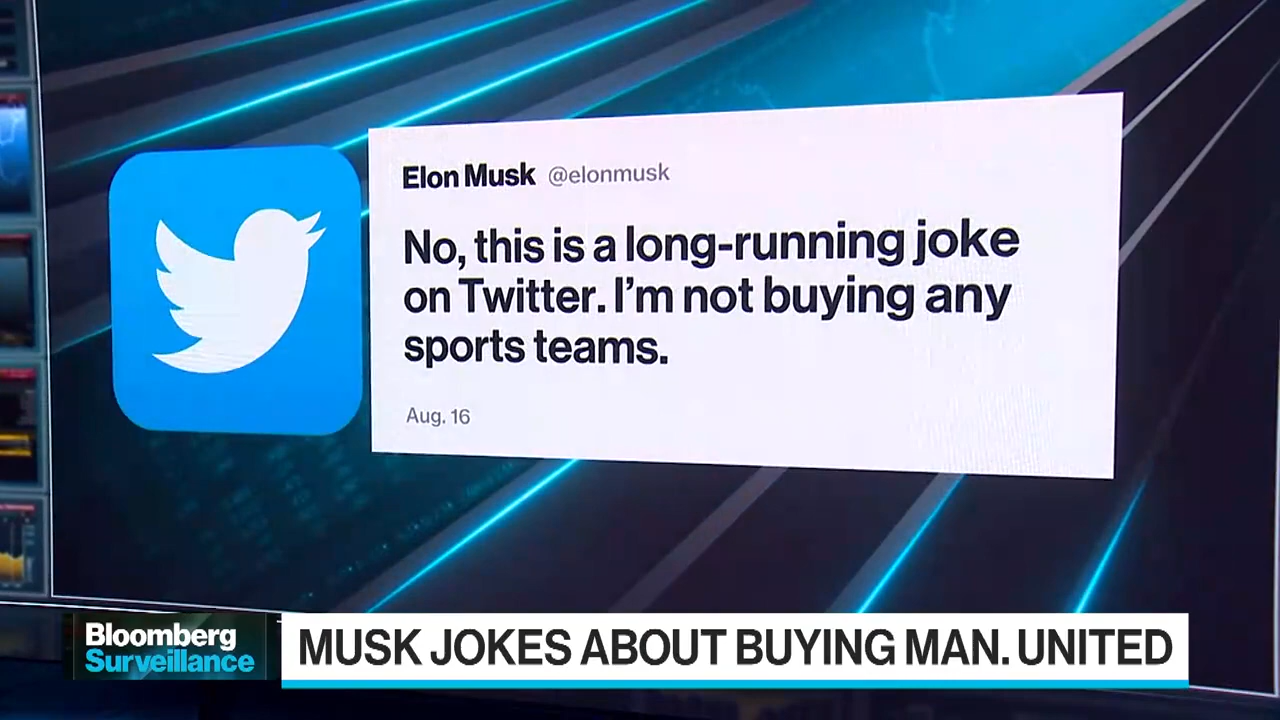 Elon Musk @elonmusk
No, this is a long-running joke
on Twitter. I'm not buying any
sports teams.
Aug. 16
Bloomberg
Surveillance
MUSK JOKES ABOUT BUYING MAN. UNITED